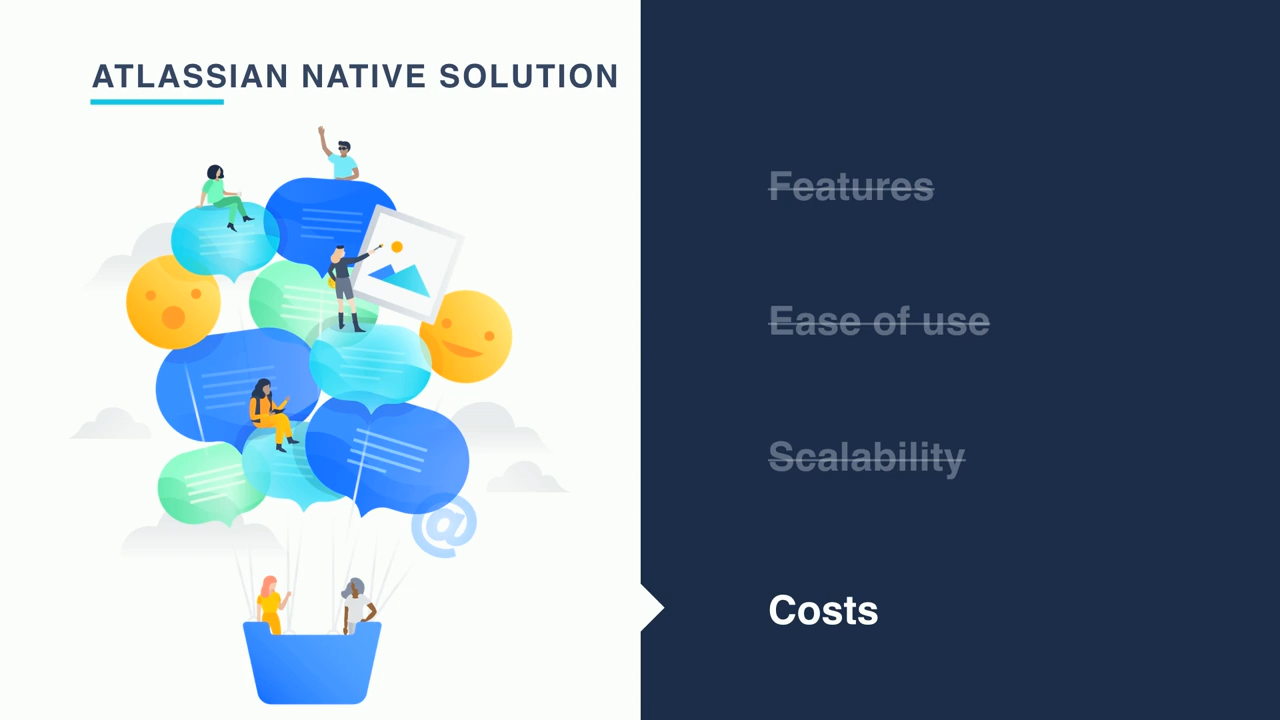 ATLASSIAN NATIVE SOLUTION
Features
Ease of use
Scalability
@
Costs